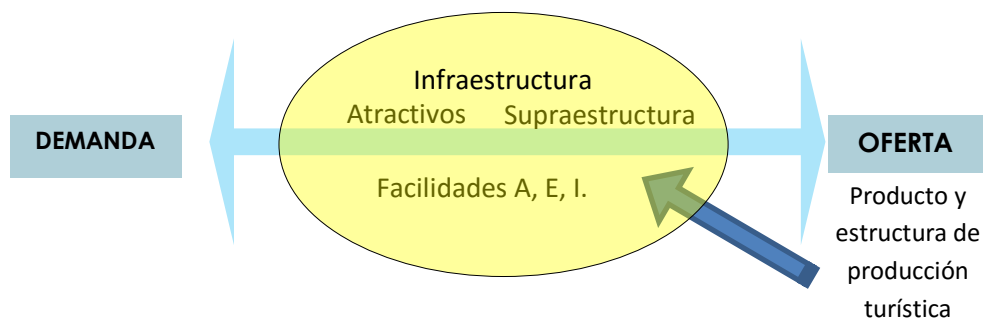 Infraestructura
Atractivos Supraestructura
DEMANDA
OFERTA
Facilidades A, E, I.
Producto y
estructura de
producción
turística